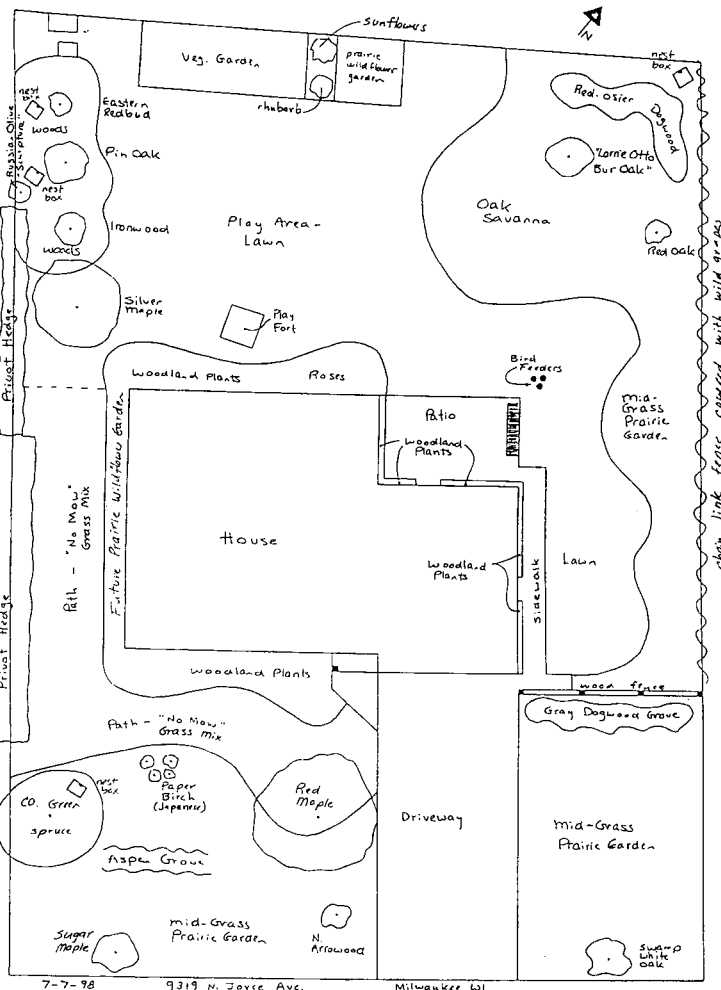 sunflowers
N
Veg. Garden
prairie
wildflower
garden
rhubarb
nest
box
Red-Osier
Dogwood
"Lorrie Otto
Bur Oak"
Oak
Savanna
Red Oak
nest
box
woods
Eastern
Redbud
Russian Olive
"Sculpture"
Pin Oak
nest
box
Ironwood
woods
Play Area-
Lawn
Silver
Maple
Play
Fort
Privot Hedge
chain link fence covered with wild grapes
Woodland Plants
Roses
Bird
Feeders
Patio
Woodland
Plants
Mid-
Grass
Prairie
Garden
Path - "No Mow"
Grass Mix
Future Prairie Wildflower Garden
House
Woodland
Plants
Sidewalk
Lawn
Privot Hedge
Woodland Plants
wood fence
Gray Dogwood Grove
Path - "No Mow"
Grass Mix
nest
box
CO. Green
spruce
Paper
Birch
(Japanese)
Red
Maple
Driveway
Mid-Grass
Prairie Garden
Aspen Grove
Sugar
Maple
mid-Grass
Prairie Garden
N.
Arrowood
Swamp
White
Oak
7-7-98
9319 N. Joyce Ave.
Milwaukee WI